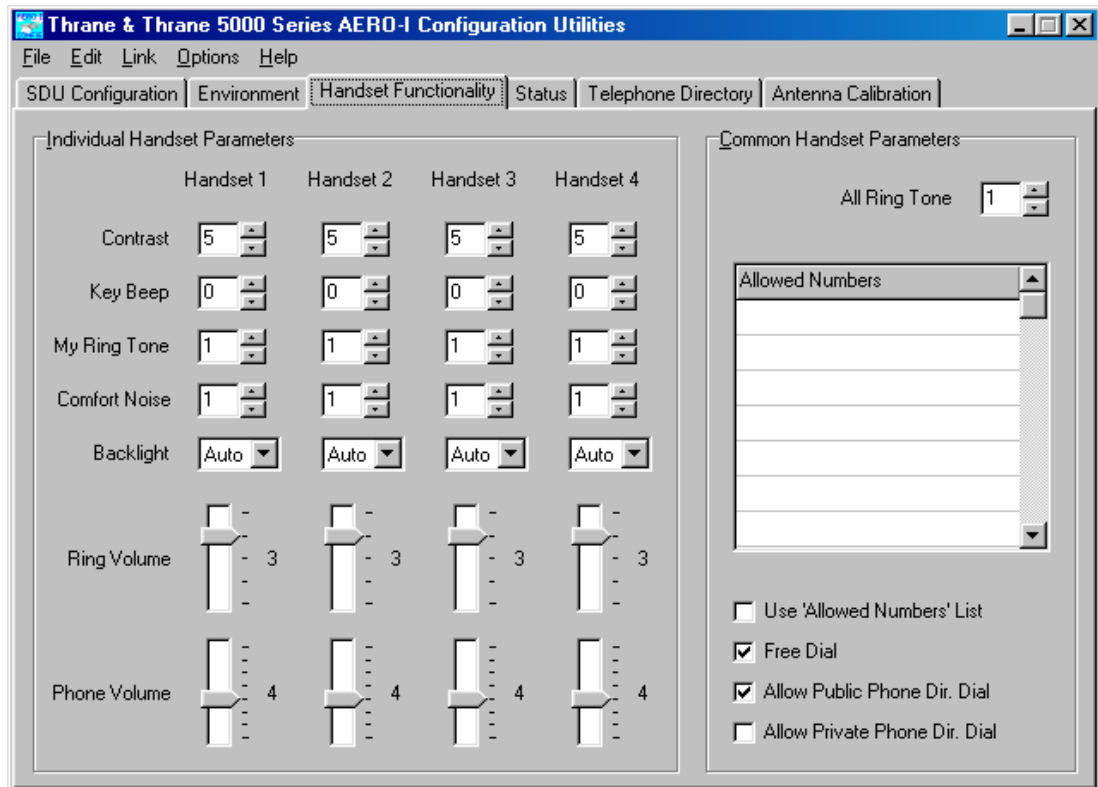 Thrane & Thrane 5000 Series AERO-I Configuration Utilities
File Edit Link Options Help
SDU Configuration Environment Handset Functionality Status Telephone Directory Antenna Calibration
Individual Handset Parameters
Handset 1 Handset 2 Handset 3 Handset 4
Contrast 5 5 5 5
Key Beep 0 0 0 0
My Ring Tone 1 1 1 1
Comfort Noise 1 1 1 1
Backlight Auto Auto Auto Auto
Ring Volume 3 3 3 3
Phone Volume 4 4 4 4
Common Handset Parameters
All Ring Tone 1
Allowed Numbers
Use 'Allowed Numbers' List
Free Dial
Allow Public Phone Dir. Dial
Allow Private Phone Dir. Dial